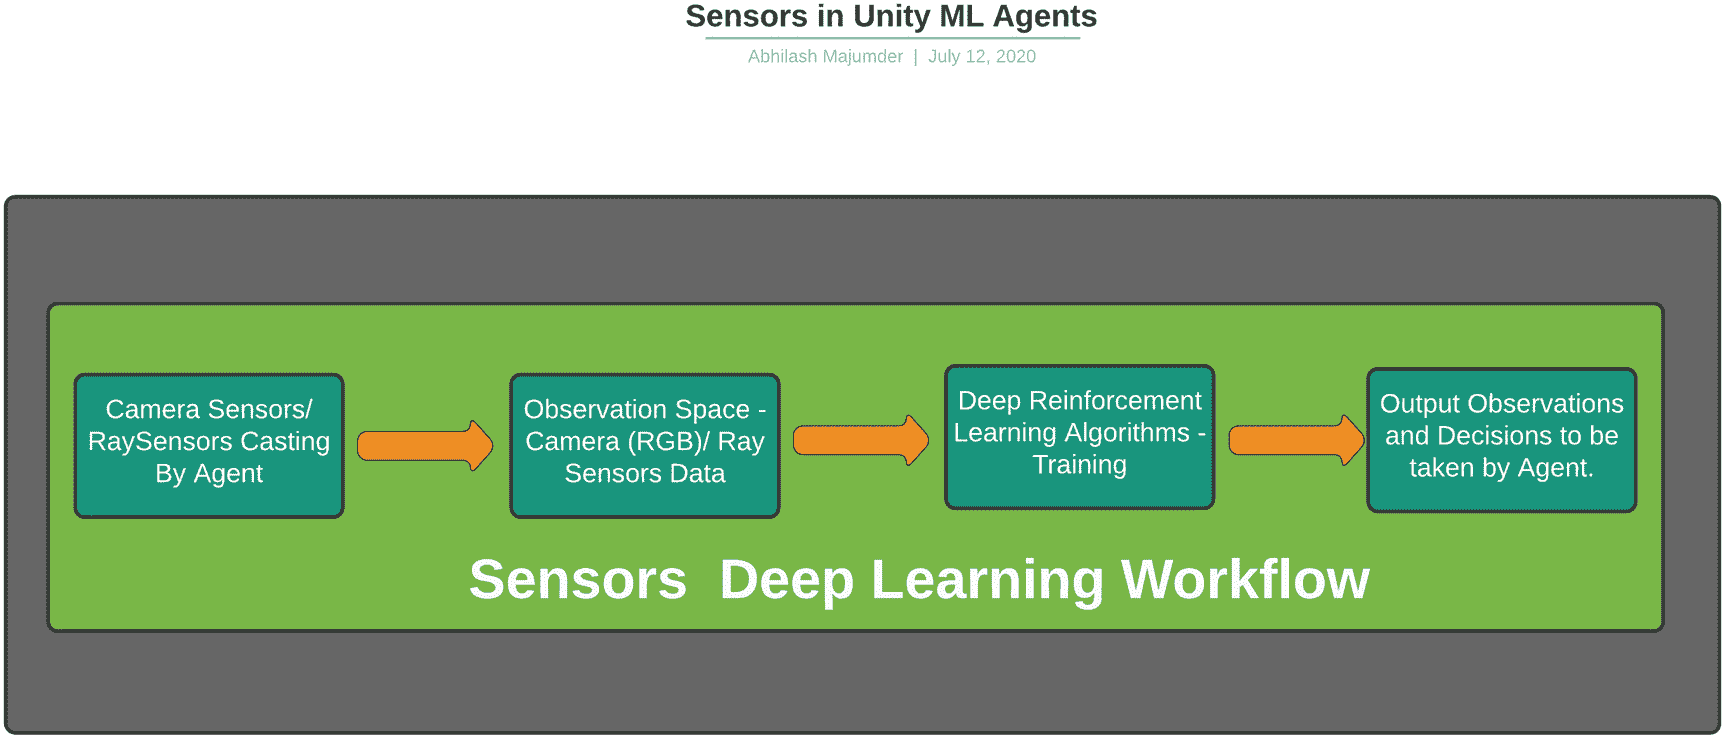 Sensors in Unity ML Agents
Abhilash Majumder | July 12, 2020
Camera Sensors/
RaySensors Casting
By Agent
Observation Space -
Camera (RGB)/ Ray
Sensors Data
Deep Reinforcement
Learning Algorithms -
Training
Output Observations
and Decisions to be
taken by Agent.
Sensors  Deep Learning Workflow